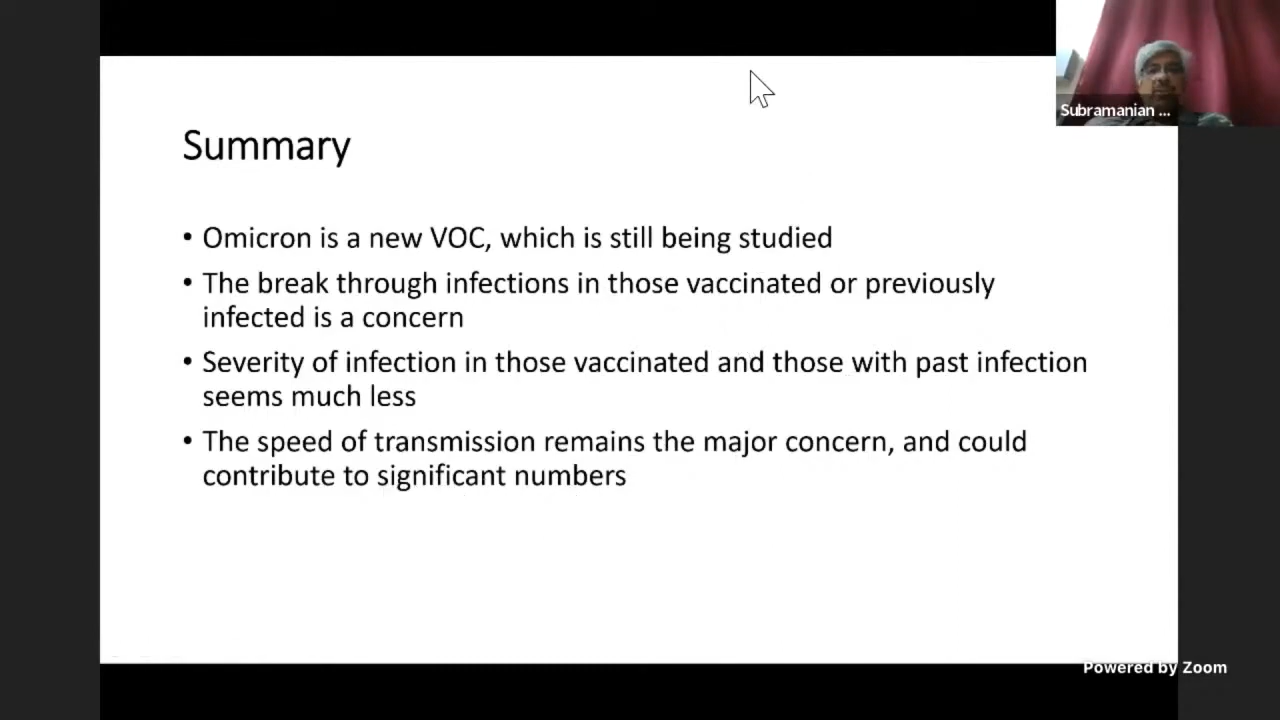 Subramanian ...
Summary
• Omicron is a new VOC, which is still being studied
• The break through infections in those vaccinated or previously
infected is a concern
• Severity of infection in those vaccinated and those with past infection
seems much less
• The speed of transmission remains the major concern, and could
contribute to significant numbers
Powered by Zoom